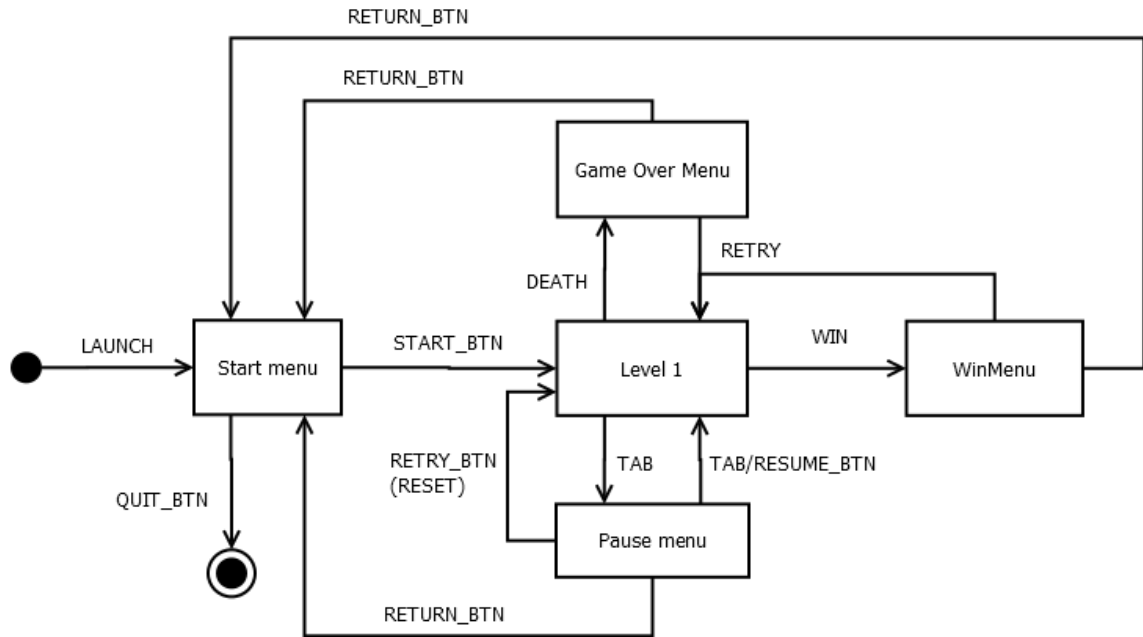 RETURN_BTN
RETURN_BTN
Game Over Menu
RETRY
DEATH
LAUNCH
START_BTN
WIN
Start menu
Level 1
WinMenu
RETRY_BTN
(RESET)
TAB
TAB/RESUME_BTN
QUIT_BTN
Pause menu
RETURN_BTN